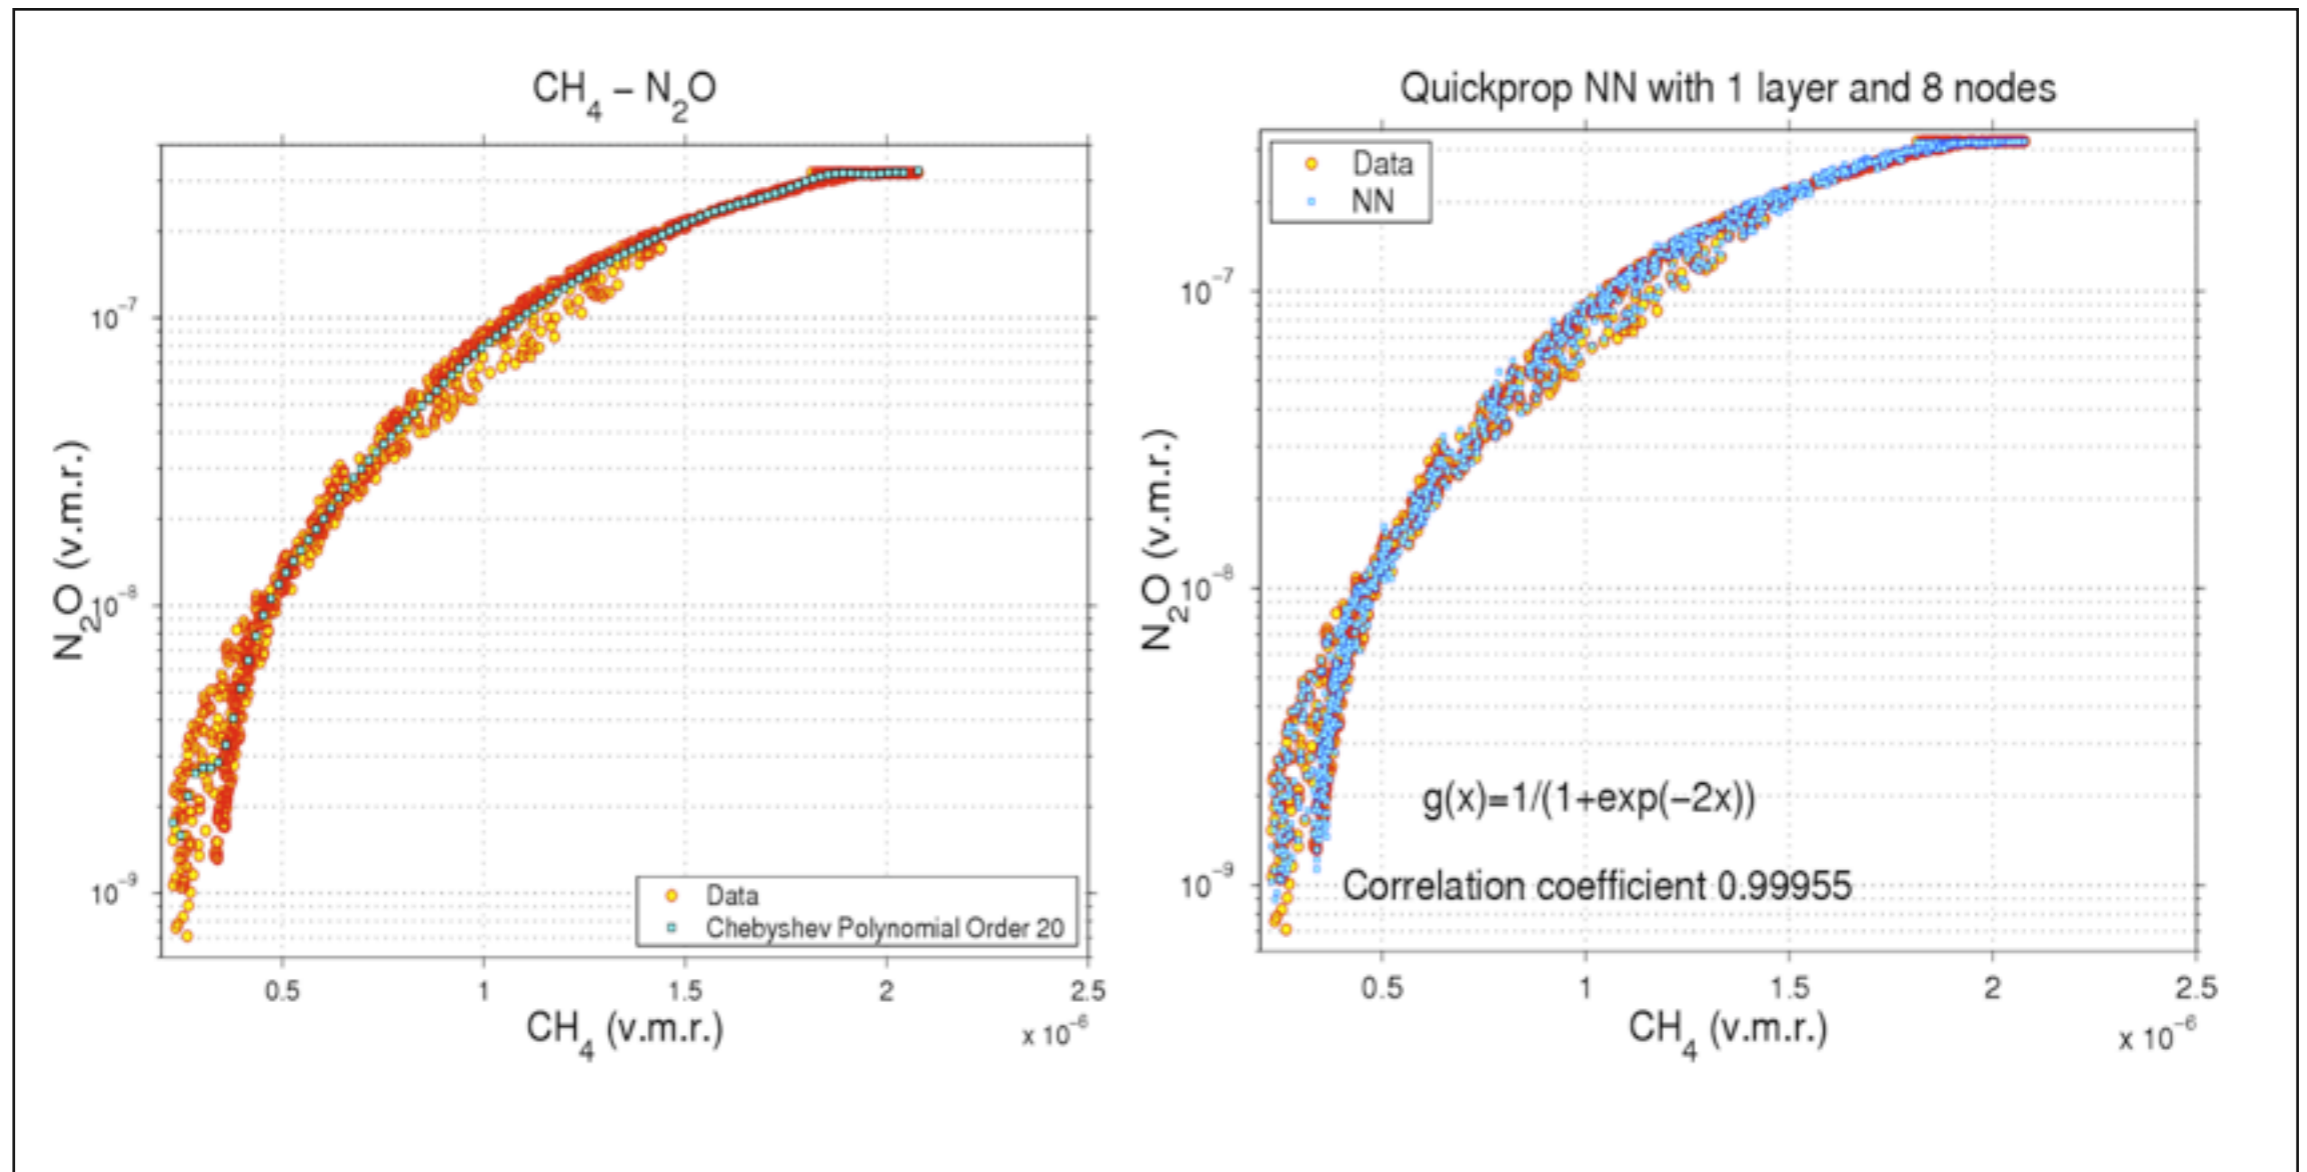 CH₄ – N₂O
N₂O (v.m.r.)
10⁻⁷
10⁻⁸
10⁻⁹
Data
Chebyshev Polynomial Order 20
0.5 1 1.5 2 2.5
CH₄ (v.m.r.)
x 10⁻⁶
Quickprop NN with 1 layer and 8 nodes
Data
NN
N₂O (v.m.r.)
10⁻⁷
10⁻⁸
10⁻⁹
g(x)=1/(1+exp(−2x))
Correlation coefficient 0.99955
0.5 1 1.5 2 2.5
CH₄ (v.m.r.)
x 10⁻⁶